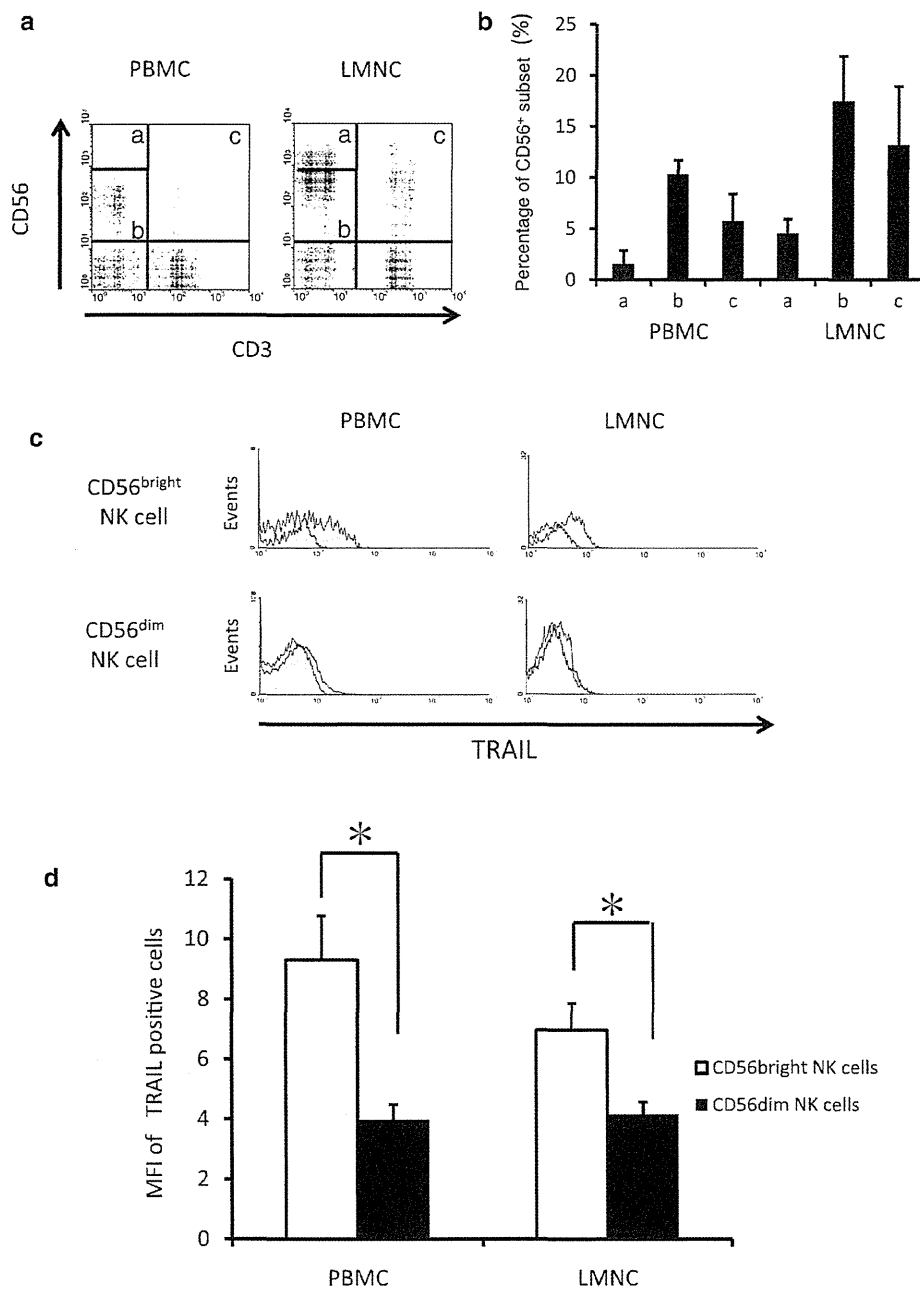 a
PBMC
LMNC
CD56
a
c
b
a
c
b
CD3
b
Percentage of CD56⁺ subset (%)
25
20
15
10
5
0
a b c a b c
PBMC LMNC
c
PBMC LMNC
CD56bright
NK cell
Events
CD56dim
NK cell
Events
TRAIL
d
MFI of TRAIL positive cells
12
10
8
6
4
2
0
*
*
CD56bright NK cells
CD56dim NK cells
PBMC LMNC